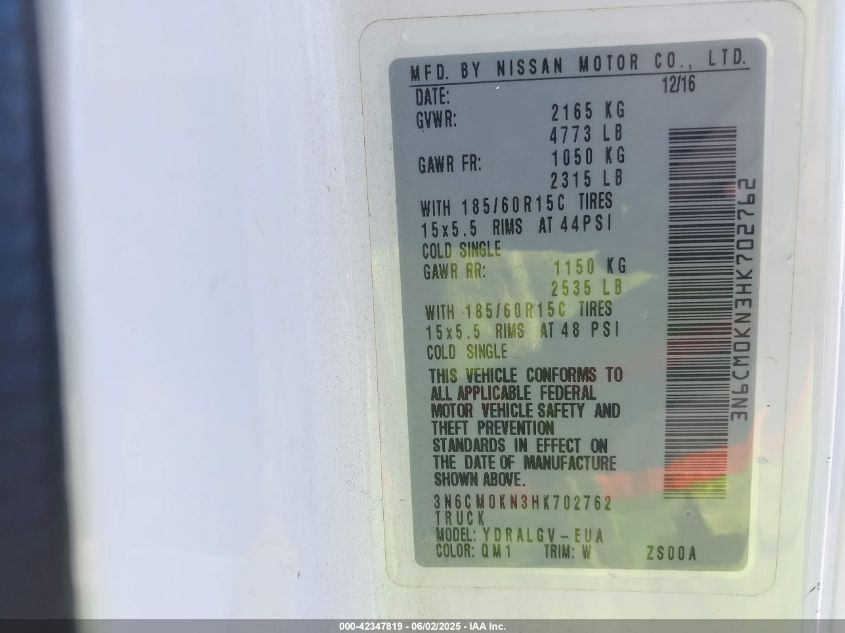 MFD. BY NISSAN MOTOR CO., LTD.
DATE: 12/16
GVWR: 2165 KG
4773 LB
GAWR FR: 1050 KG
2315 LB
WITH 185/60R15C TIRES
15x5.5 RIMS AT 44PSI
COLD SINGLE
GAWR RR: 1150 KG
2535 LB
WITH 185/60R15C TIRES
15x5.5 RIMS AT 48 PSI
COLD SINGLE
THIS VEHICLE CONFORMS TO
ALL APPLICABLE FEDERAL
MOTOR VEHICLE SAFETY AND
THEFT PREVENTION
STANDARDS IN EFFECT ON
THE DATE OF MANUFACTURE
SHOWN ABOVE.
3N6CM0KN3HK702762
TRUCK
MODEL: YDRALGV-EUA
COLOR: QM1 TRIM: W ZS00A
3N6CM0KN3HK702762
000-42347819 - 06/02/2025 - IAA Inc.